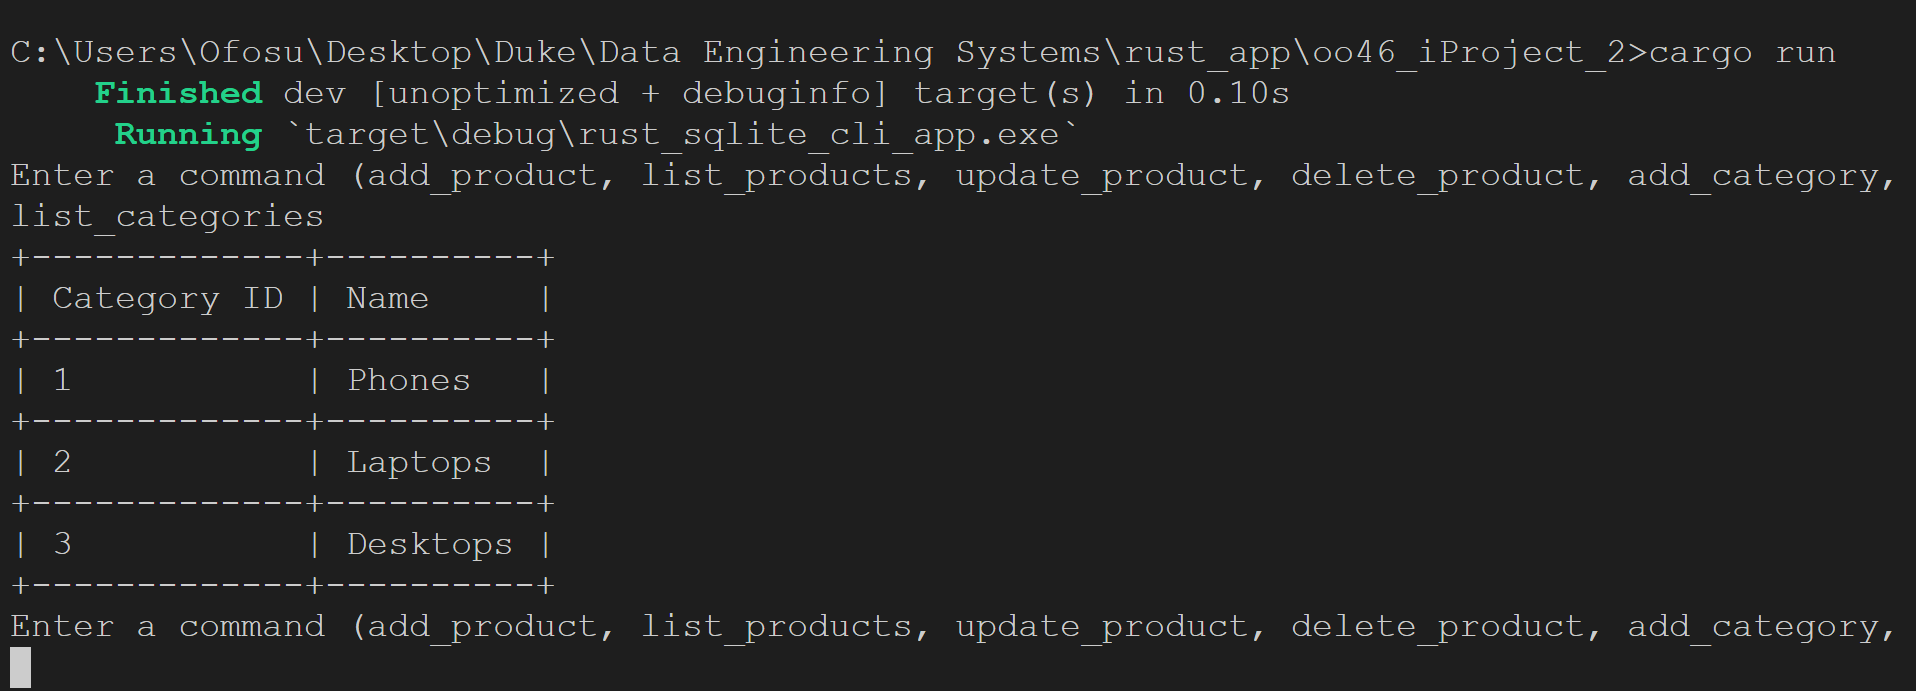 C:\Users\Ofosu\Desktop\Duke\Data Engineering Systems\rust_app\oo46_iProject_2>cargo run
    Finished dev [unoptimized + debuginfo] target(s) in 0.10s
     Running `target\debug\rust_sqlite_cli_app.exe`
Enter a command (add_product, list_products, update_product, delete_product, add_category,
list_categories
+-------------+----------+
| Category ID | Name     |
+-------------+----------+
| 1           | Phones   |
+-------------+----------+
| 2           | Laptops  |
+-------------+----------+
| 3           | Desktops |
+-------------+----------+
Enter a command (add_product, list_products, update_product, delete_product, add_category,